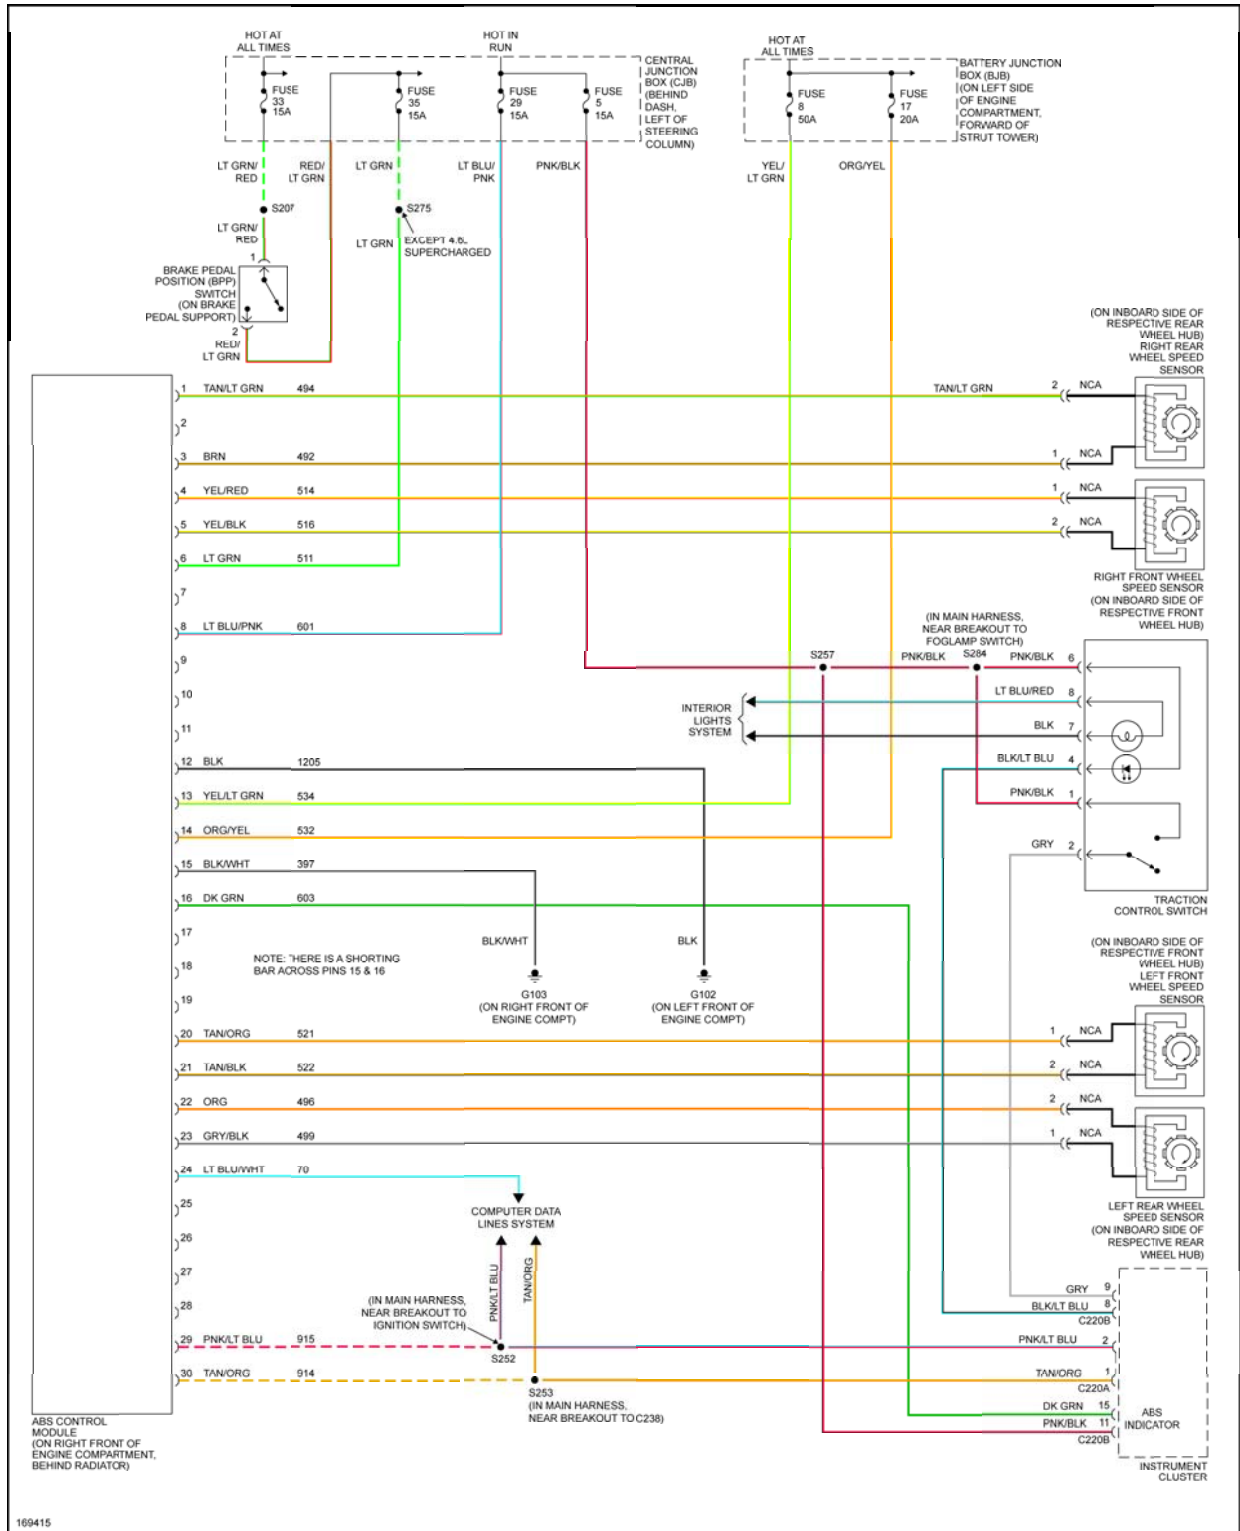 HOT AT
ALL TIMES
HOT IN
RUN
HOT AT
ALL TIMES
FUSE
33
15A
FUSE
35
15A
FUSE
29
15A
FUSE
5
15A
CENTRAL
JUNCTION
BOX (CJB)
(BEHIND
DASH,
LEFT OF
STEERING
COLUMN)
FUSE
8
50A
FUSE
17
20A
BATTERY JUNCTION
BOX (BJB)
(ON LEFT SIDE
OF ENGINE
COMPARTMENT,
FORWARD OF
STRUT TOWER)
LT GRN/
RED
RED/
LT GRN
LT GRN
LT BLU/
PNK
PNK/BLK
YEL/
LT GRN
ORG/YEL
S207
S275
LT GRN/
RED
LT GRN
EXCEPT 4.6L
SUPERCHARGED
1
BRAKE PEDAL
POSITION (BPP)
SWITCH
(ON BRAKE
PEDAL SUPPORT)
2
RED/
LT GRN
(ON INBOARD SIDE OF
RESPECTIVE REAR
WHEEL HUB)
RIGHT REAR
WHEEL SPEED
SENSOR
1 TAN/LT GRN 494 TAN/LT GRN 2 NCA
2
3 BRN 492 1 NCA
4 YEL/RED 514 1 NCA
5 YEL/BLK 516 2 NCA
6 LT GRN 511
RIGHT FRONT WHEEL
SPEED SENSOR
(ON INBOARD SIDE OF
RESPECTIVE FRONT
WHEEL HUB)
7
8 LT BLU/PNK 601
(IN MAIN HARNESS,
NEAR BREAKOUT TO
FOGLAMP SWITCH)
9
S257 PNK/BLK S284 PNK/BLK 6
10
LT BLU/RED 8
INTERIOR
LIGHTS
SYSTEM
11
BLK 7
12 BLK 1205
BLK/LT BLU 4
13 YEL/LT GRN 534
PNK/BLK 1
14 ORG/YEL 532
GRY 2
15 BLK/WHT 397
16 DK GRN 603
TRACTION
CONTROL SWITCH
17
18
19
NOTE: THERE IS A SHORTING
BAR ACROSS PINS 15 & 16
BLK/WHT
BLK
G103
(ON RIGHT FRONT OF
ENGINE COMPT)
G102
(ON LEFT FRONT OF
ENGINE COMPT)
(ON INBOARD SIDE OF
RESPECTIVE FRONT
WHEEL HUB)
LEFT FRONT
WHEEL SPEED
SENSOR
20 TAN/ORG 521 1 NCA
21 TAN/BLK 522 2 NCA
22 ORG 496 2 NCA
23 GRY/BLK 499 1 NCA
24 LT BLU/WHT 70
25
26
27
28
COMPUTER DATA
LINES SYSTEM
LEFT REAR WHEEL
SPEED SENSOR
(ON INBOARD SIDE OF
RESPECTIVE REAR
WHEEL HUB)
PNK/LT BLU
TAN/ORG
(IN MAIN HARNESS,
NEAR BREAKOUT TO
IGNITION SWITCH)
GRY 9
BLK/LT BLU 8
C220B
29 PNK/LT BLU 915
S252
PNK/LT BLU 2
30 TAN/ORG 914
S253
(IN MAIN HARNESS,
NEAR BREAKOUT TO C238)
TAN/ORG 1
C220A
DK GRN 15
PNK/BLK 11
C220B
ABS
INDICATOR
INSTRUMENT
CLUSTER
ABS CONTROL
MODULE
(ON RIGHT FRONT OF
ENGINE COMPARTMENT,
BEHIND RADIATOR)
169415